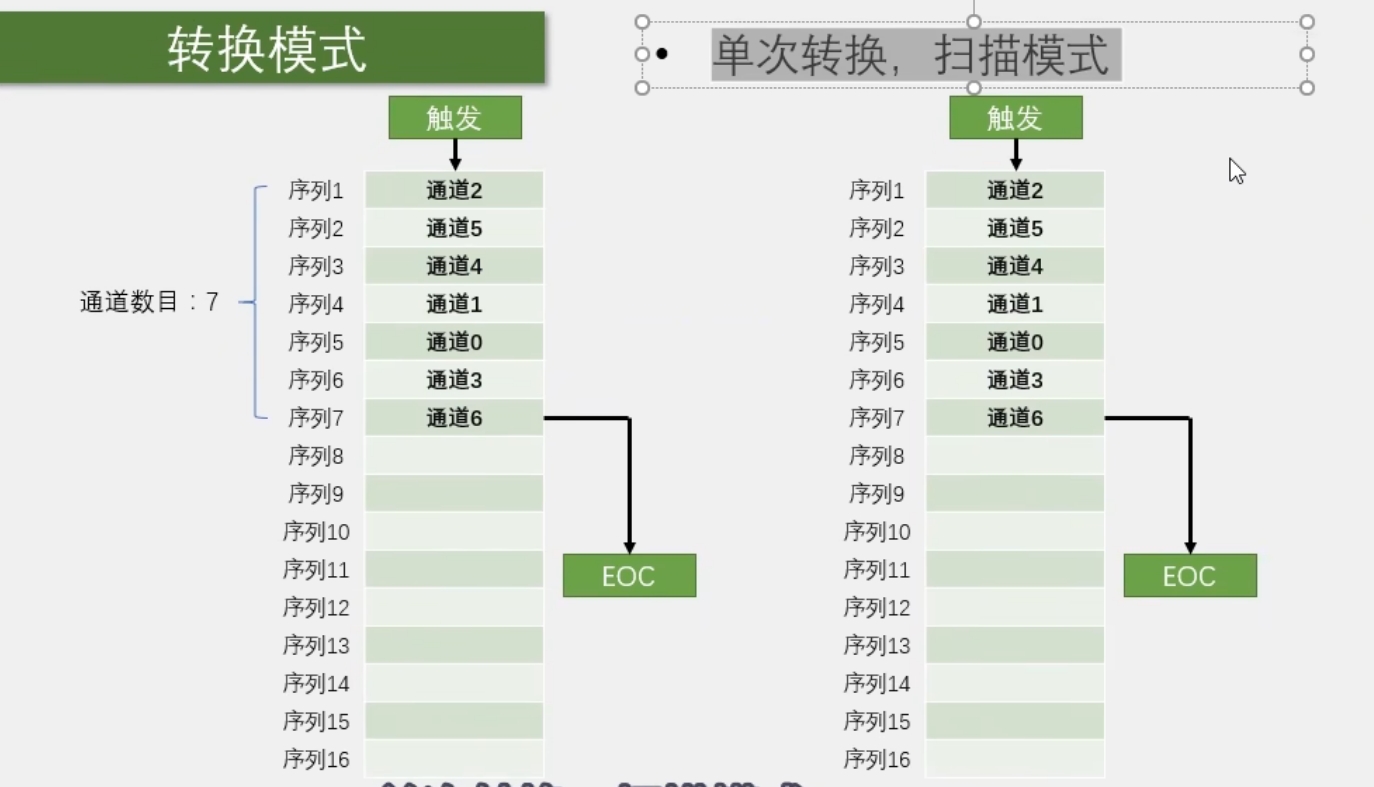 转换模式
• 单次转换，扫描模式
触发 触发
序列1 通道2 序列1 通道2
序列2 通道5 序列2 通道5
序列3 通道4 序列3 通道4
通道数目：7 序列4 通道1 序列4 通道1
序列5 通道0 序列5 通道0
序列6 通道3 序列6 通道3
序列7 通道6 序列7 通道6
序列8 序列8
序列9 序列9
序列10 序列10
序列11 序列11
EOC EOC
序列12 序列12
序列13 序列13
序列14 序列14
序列15 序列15
序列16 序列16